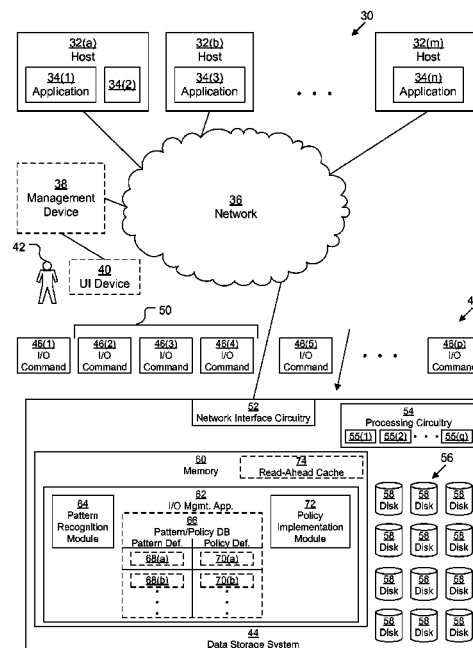 30
32(a)
Host
34(1)
Application
34(2)
32(b)
Host
34(3)
Application
32(m)
Host
34(n)
Application
38
Management
Device
36
Network
42
40
UI Device
50
46(1)
I/O
Command
46(2)
I/O
Command
46(3)
I/O
Command
46(4)
I/O
Command
46(5)
I/O
Command
46(p)
I/O
Command
52
Network Interface Circuitry
54
Processing Circuitry
55(1) 55(2) 55(q)
56
60
Memory
74
Read-Ahead Cache
62
I/O Mgmt. App.
64
Pattern
Recognition
Module
66
Pattern/Policy DB
Pattern Def. Policy Def.
68(a) 70(a)
68(b) 70(b)
72
Policy
Implementation
Module
58 58 58
Disk Disk Disk
58 58 58
Disk Disk Disk
58 58 58
Disk Disk Disk
58 58 58
Disk Disk Disk
44
Data Storage System